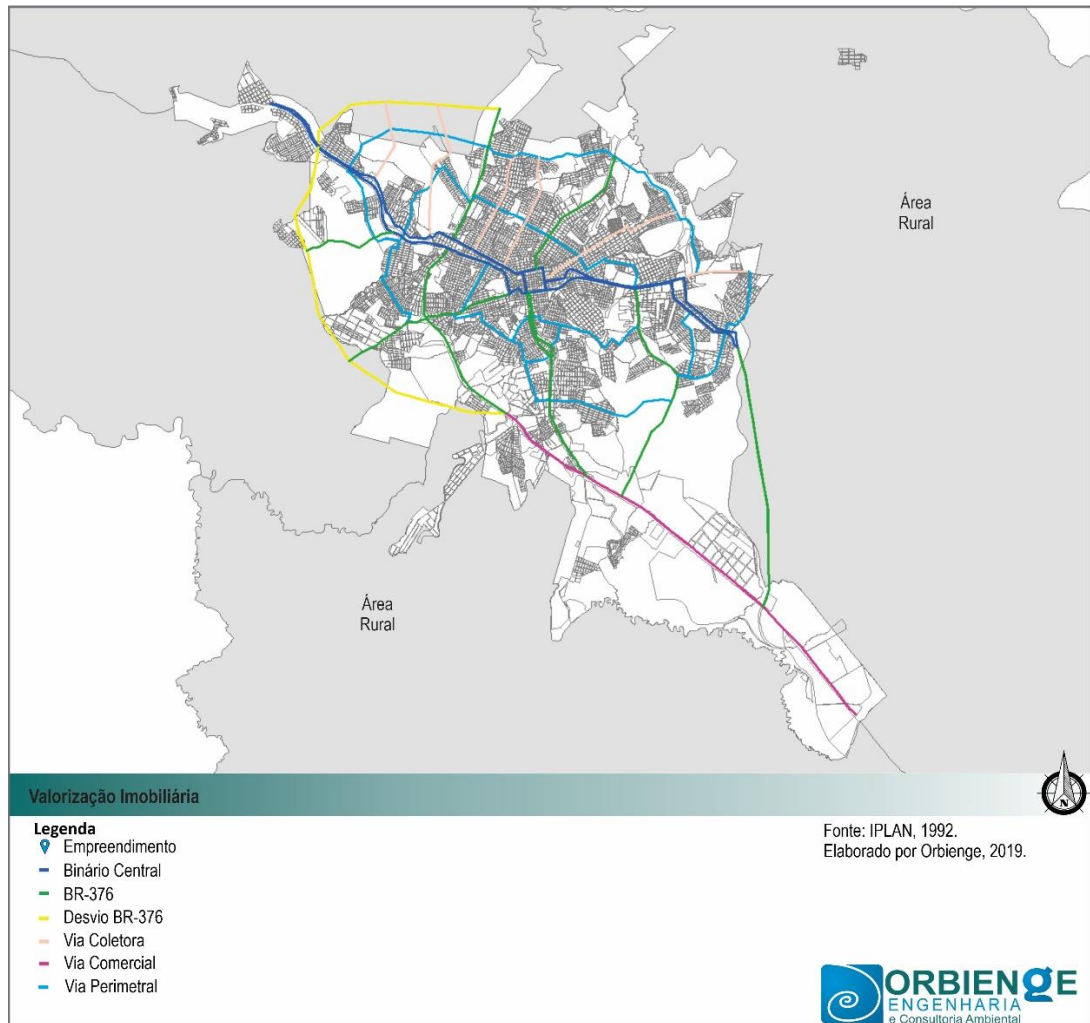 Área
Rural
Área
Rural
Valorização Imobiliária
N
Legenda
Empreendimento
Binário Central
BR-376
Desvio BR-376
Via Coletora
Via Comercial
Via Perimetral
Fonte: IPLAN, 1992.
Elaborado por Orbienge, 2019.
ORBIENGE
ENGENHARIA
e Consultoria Ambiental